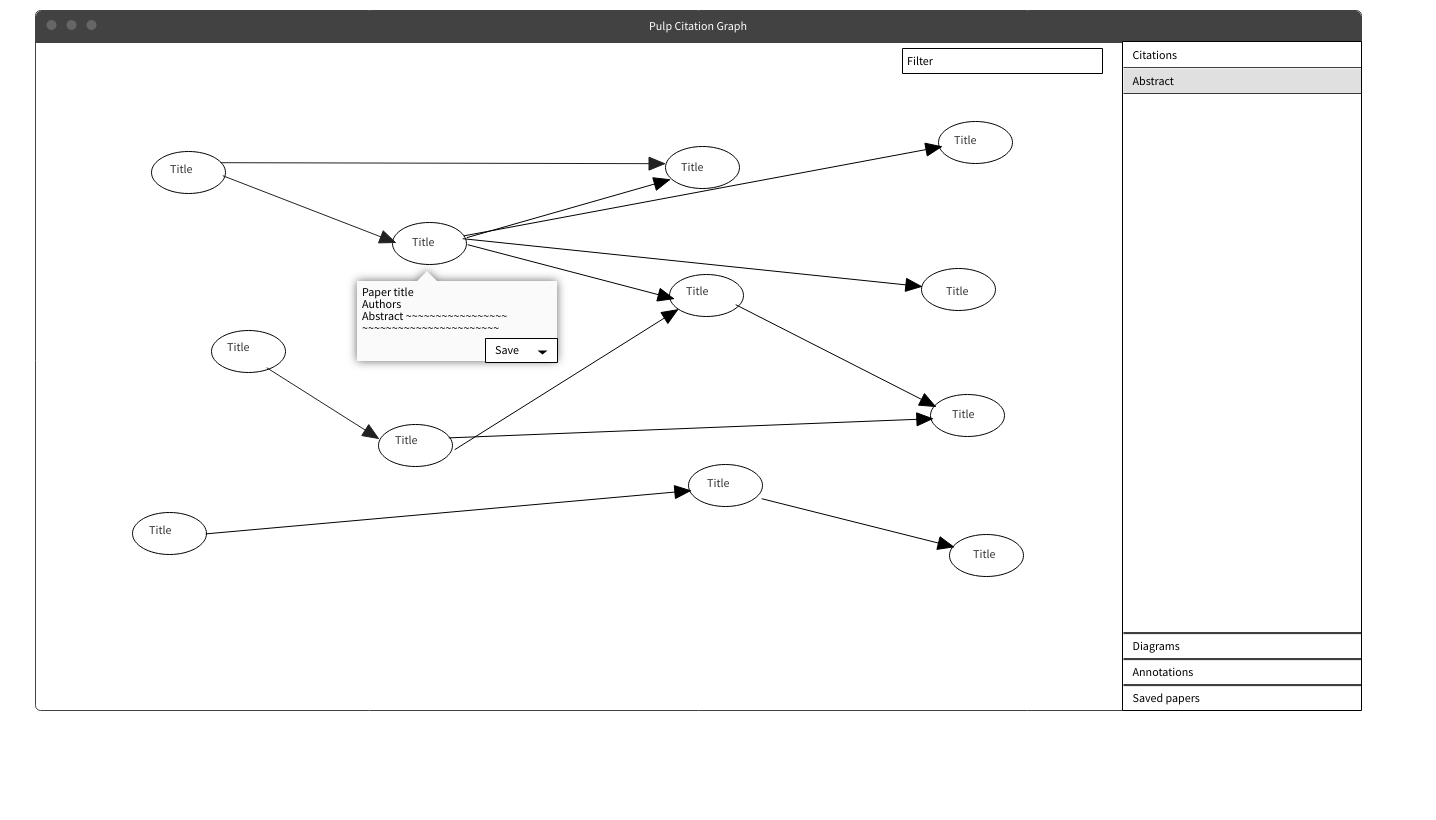 Pulp Citation Graph
Filter
Citations
Abstract
Title
Title
Title
Title
Title
Title
Title
Paper title
Authors
Abstract ~~~~~~~~~~~~~~~~~
~~~~~~~~~~~~~~~~~~~~~~~
Save
Title
Title
Title
Title
Title
Title
Diagrams
Annotations
Saved papers